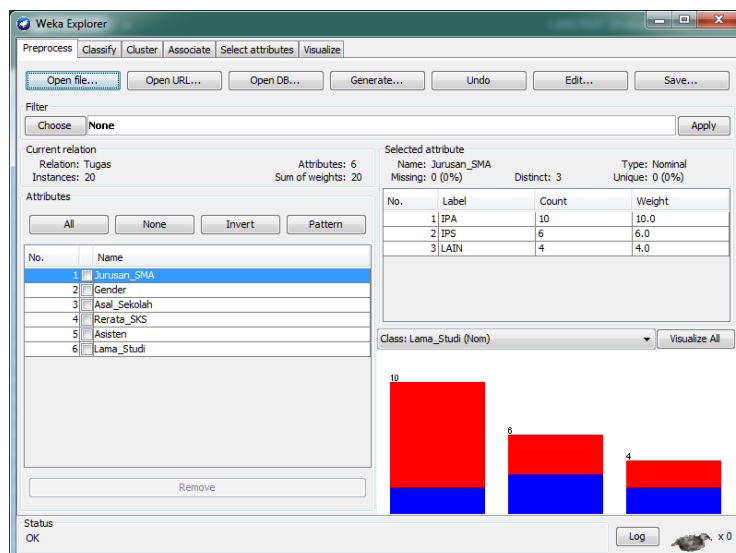 Weka Explorer
Preprocess Classify Cluster Associate Select attributes Visualize
Open file... Open URL... Open DB... Generate... Undo Edit... Save...
Filter
Choose None Apply
Current relation
Relation: Tugas Attributes: 6
Instances: 20 Sum of weights: 20
Selected attribute
Name: Jurusan_SMA Type: Nominal
Missing: 0 (0%) Distinct: 3 Unique: 0 (0%)
Attributes
All None Invert Pattern
No. Name
1 Jurusan_SMA
2 Gender
3 Asal_Sekolah
4 Rerata_SKS
5 Asisten
6 Lama_Studi
Remove
No. Label Count Weight
1 IPA 10 10.0
2 IPS 6 6.0
3 LAIN 4 4.0
Class: Lama_Studi (Nom) Visualize All
10
6
4
Status
OK Log x 0